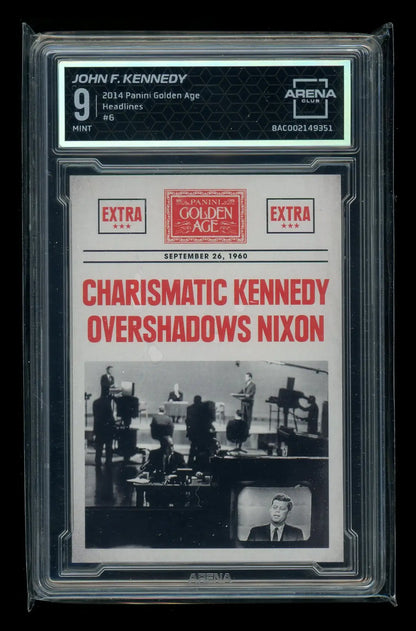 JOHN F. KENNEDY
9
2014 Panini Golden Age
Headlines
#6
MINT
ARENA
CLUB
8AC002149351
EXTRA
★★★
PANINI
GOLDEN
AGE
EXTRA
★★★
SEPTEMBER 26, 1960
CHARISMATIC KENNEDY
OVERSHADOWS NIXON
ARENA